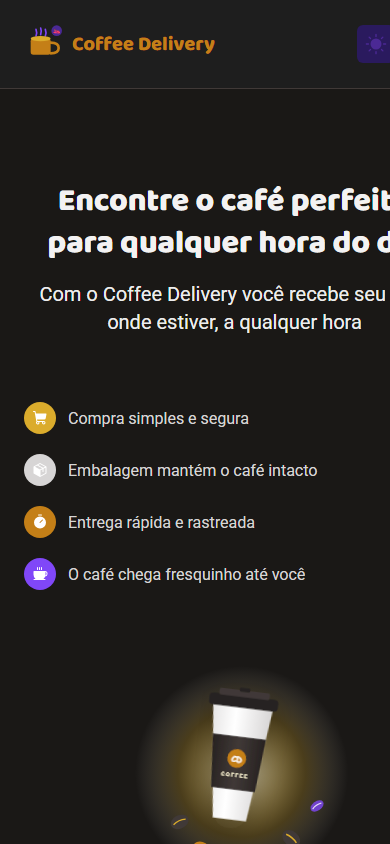 Coffee Delivery
Encontre o café perfeit
para qualquer hora do d
Com o Coffee Delivery você recebe seu
onde estiver, a qualquer hora
Compra simples e segura
Embalagem mantém o café intacto
Entrega rápida e rastreada
O café chega fresquinho até você
COFFEE